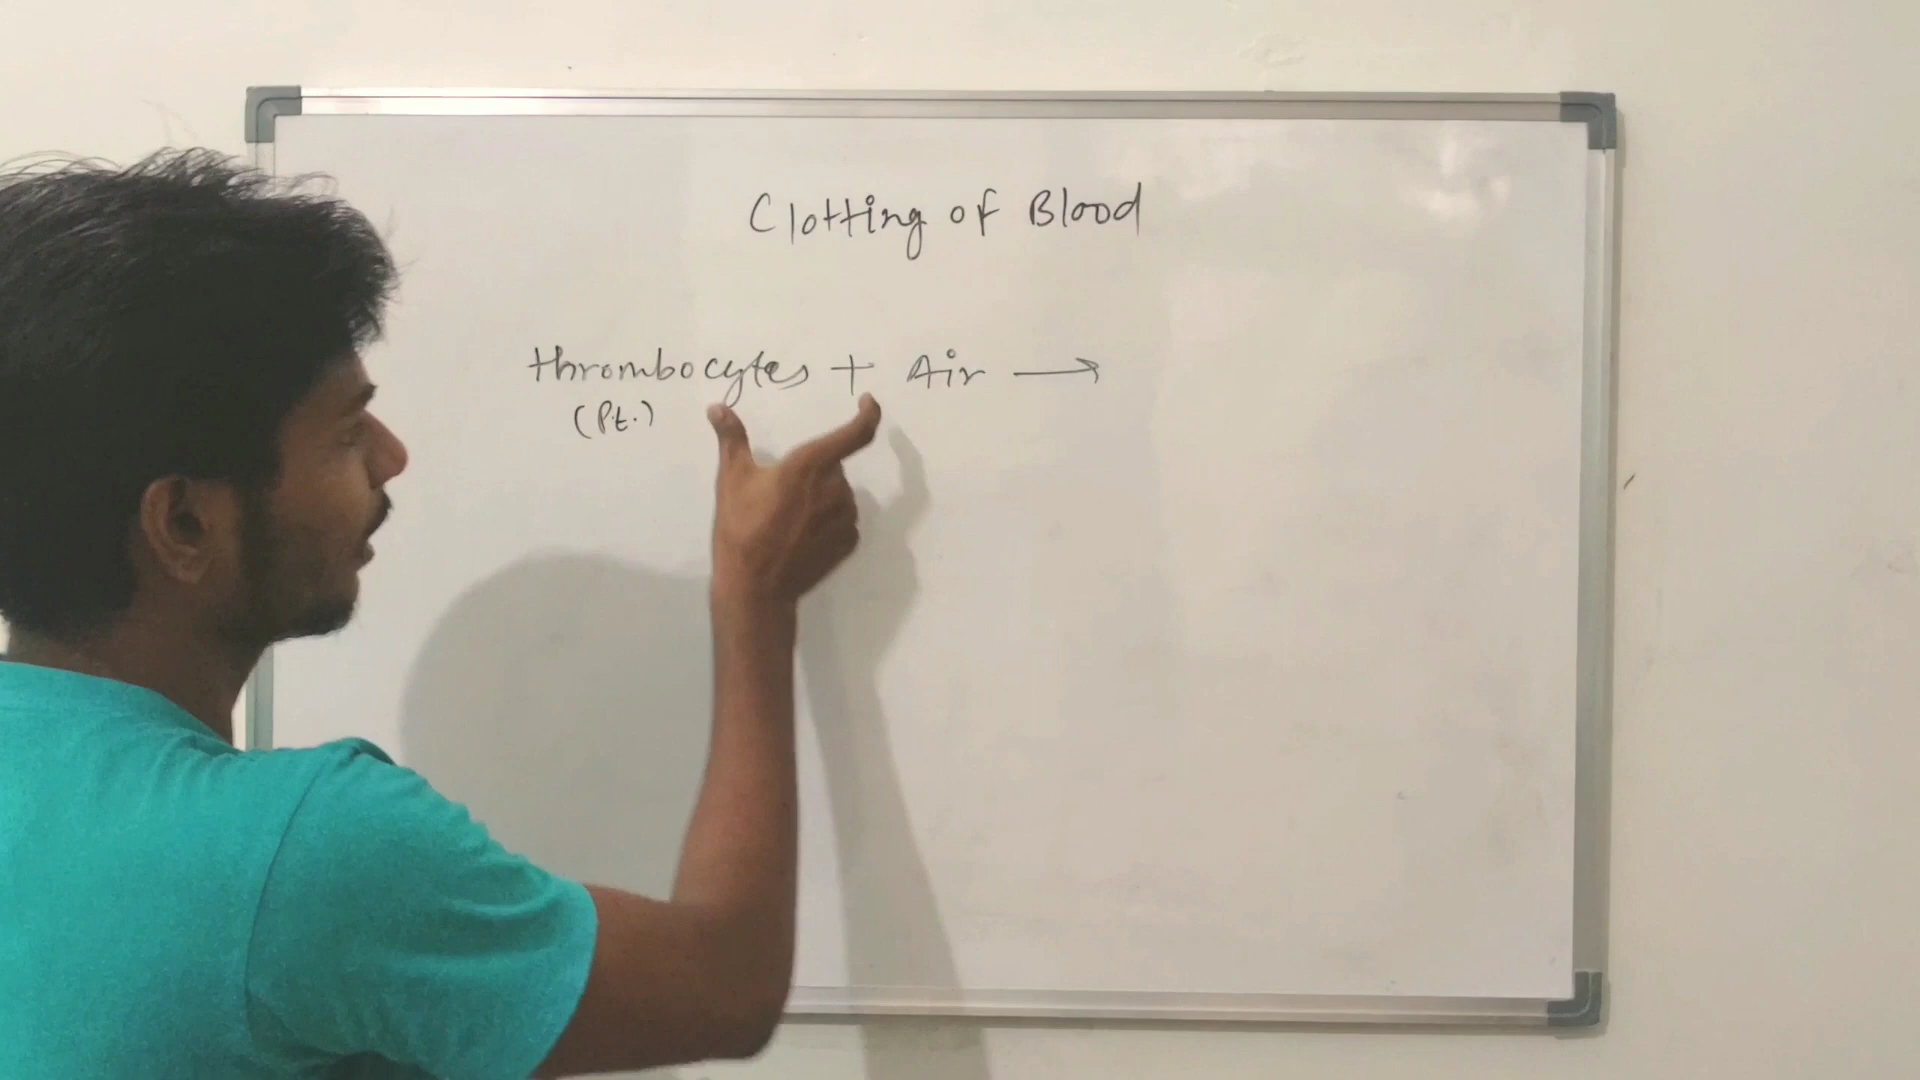 Clotting of Blood
thrombocytes + Air →
(Pt.)